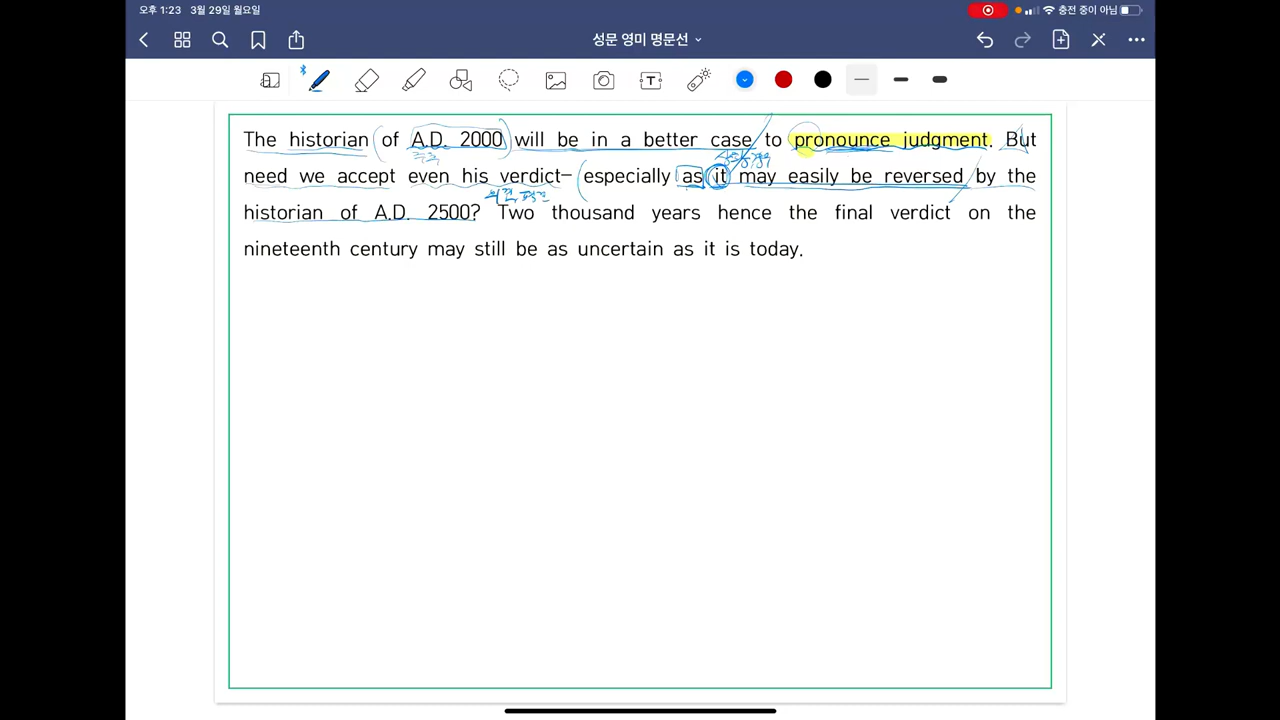 오후 1:23 3월 29일 월요일
충전 중이 아님
성문 영미 명문선
The historian of A.D. 2000 will be in a better case to pronounce judgment. But
need we accept even his verdict– especially as it may easily be reversed by the
historian of A.D. 2500? Two thousand years hence the final verdict on the
nineteenth century may still be as uncertain as it is today.